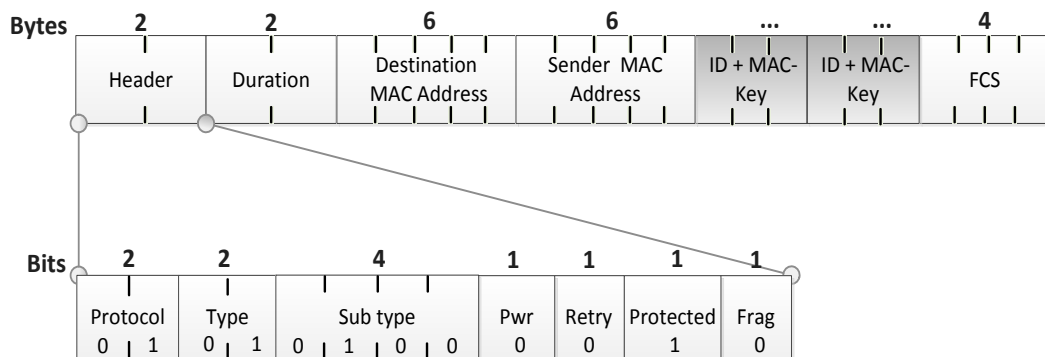 Bytes 2 2 6 6 ... ... 4
Header Duration Destination MAC Address Sender MAC Address ID + MAC-Key ID + MAC-Key FCS
Bits 2 2 4 1 1 1 1
Protocol Type Sub type Pwr Retry Protected Frag
0 1 0 1 0 1 0 0 0 0 1 0